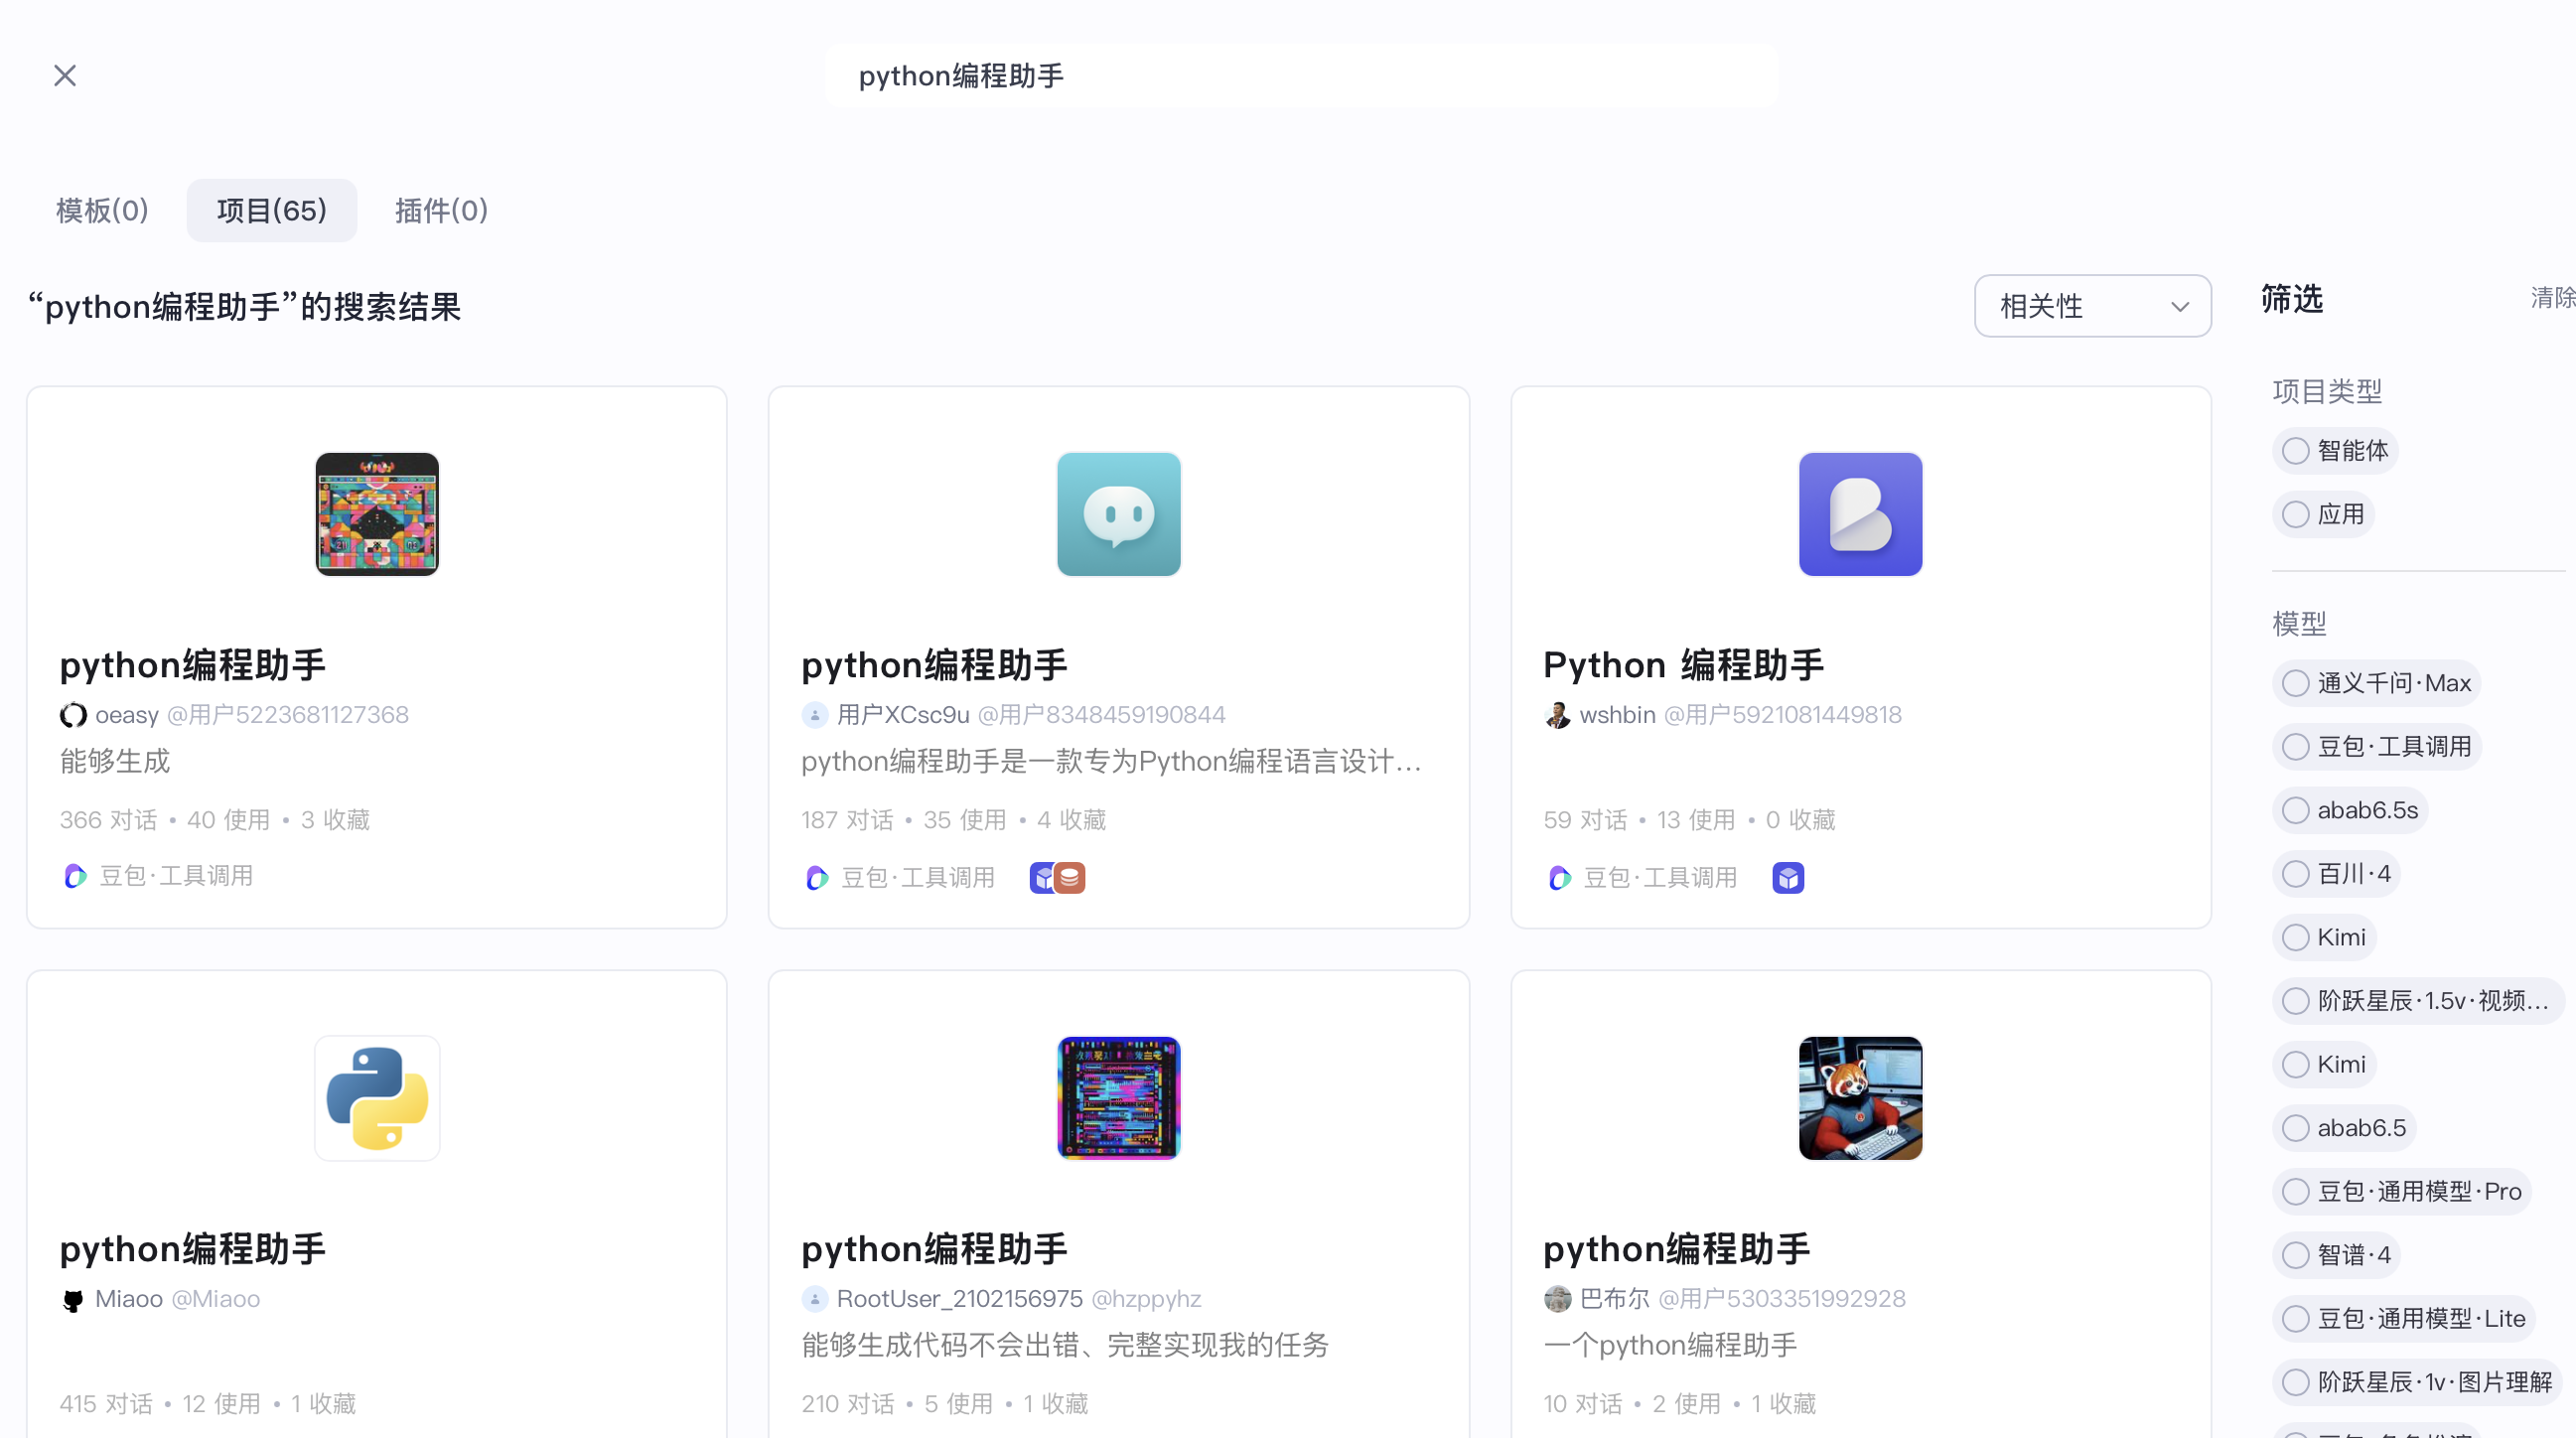 python编程助手
模板(0)
项目(65)
插件(0)
“python编程助手”的搜索结果
相关性
python编程助手
oeasy @用户5223681127368
能够生成
366 对话 • 40 使用 • 3 收藏
豆包·工具调用
python编程助手
用户XCsc9u @用户8348459190844
python编程助手是一款专为Python编程语言设计...
187 对话 • 35 使用 • 4 收藏
豆包·工具调用
Python 编程助手
wshbin @用户5921081449818
59 对话 • 13 使用 • 0 收藏
豆包·工具调用
python编程助手
Miaoo @Miaoo
415 对话 • 12 使用 • 1 收藏
python编程助手
RootUser_2102156975 @hzppyhz
能够生成代码不会出错、完整实现我的任务
210 对话 • 5 使用 • 1 收藏
python编程助手
巴布尔 @用户5303351992928
一个python编程助手
10 对话 • 2 使用 • 1 收藏
筛选
清除
项目类型
智能体
应用
模型
通义千问·Max
豆包·工具调用
abab6.5s
百川·4
Kimi
阶跃星辰·1.5v·视频...
Kimi
abab6.5
豆包·通用模型·Pro
智谱·4
豆包·通用模型·Lite
阶跃星辰·1v·图片理解